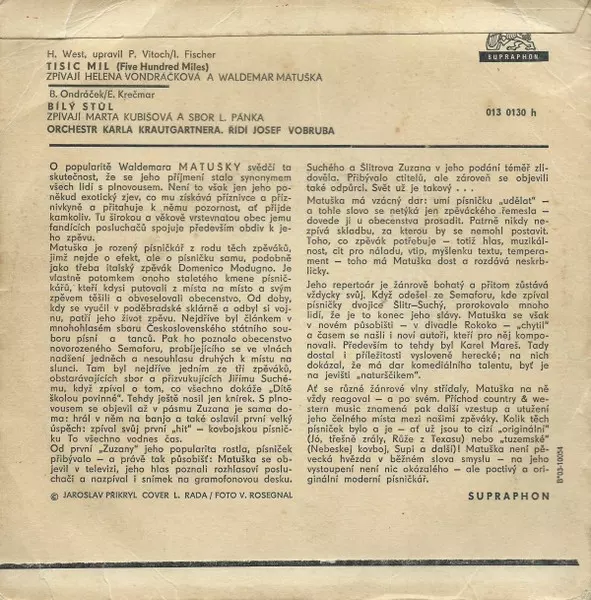 H. West, upravil P. Vitoch/I. Fischer
TISÍC MIL (Five Hundred Miles)
ZPÍVAJÍ HELENA VONDRÁČKOVÁ A WALDEMAR MATUŠKA
B. Ondráček/E. Krečmar
BÍLÝ STŮL
ZPÍVAJÍ MARTA KUBIŠOVÁ A SBOR L. PÁNKA
ORCHESTR KARLA KRAUTGARTNERA. ŘÍDÍ JOSEF VOBRUBA
SUPRAPHON
013 0130 h
O popularitě Waldemara MATUŠKY svědčí ta
skutečnost, že se jeho příjmení stalo synonymem
všech lidí s plnovousem. Není to však jen jeho po-
někud exotický zjev, co mu získává příznivce a příz-
nivkyně a přitahuje k němu pozornost, ať přijde
kamkoliv. Tu širokou a věkově vrstevnatou obec jemu
fandících posluchačů spojuje především obdiv k je-
ho zpěvu.
Matuška je rozený písničkář z rodu těch zpěváků,
jimž nejde o efekt, ale o písničku samu, podobně
jako třeba italský zpěvák Domenico Modugno. Je
vlastně potomkem onoho staletého kmene písnič-
kářů, kteří kdysi putovali z místa na místo a svým
zpěvem těšili a obveselovali obecenstvo. Od doby,
kdy se vyučil v poděbradské sklárně a odbyl si voj-
nu, patří jeho život zpěvu. Nejdříve byl článkem v
mnohohlasém sboru Československého státního sou-
boru písní a tanců. Pak ho poznalo obecenstvo
novorozeného Semaforu, probíjejícího se ve vlnách
nadšení jedněch a nesouhlasu druhých k místu na
slunci. Tam byl nejdříve jedním ze tří zpěváků,
obstarávajících sbor a přizvukujících Jiřímu Suché-
mu, když zpíval o tom, co všechno dokáže „Dítě
školou povinné". Tehdy ještě nosil jen knírek. S pl-
novousem se objevil až v pásmu Zuzana je sama do-
ma: hrál v něm na banjo a také oslavil první velký
úspěch: zpíval svůj první „hit" – kovbojskou písnič-
ku To všechno vodnes čas.
Od první „Zuzany" jeho popularita rostla, písniček
přibývalo – a právě tak působišť: Matuška se obje-
vil v televizi, jeho hlas poznali rozhlasoví poslu-
chači a nazpíval i snímek na gramofonovou desku.
Suchého a Šlitrova Zuzana v jeho podání téměř zli-
dověla. Přibývalo ctitelů, ale zároveň se objevili
také odpůrci. Svět už je takový . . .
Matuška má vzácný dar: umí písničku „udělat" –
a tohle slovo se netýká jen zpěváckého řemesla –
dovede ji u obecenstva prosadit. Patrně nikdy ne-
zpívá skladbu, za kterou by se nemohl postavit.
Toho, co zpěvák potřebuje – totiž hlas, muzikál-
nost, cit pro náladu, vtip, myšlenku textu, tempera-
ment – toho má Matuška dost a rozdává neskrb-
licky.
Jeho repertoár je žánrově bohatý a přitom zůstává
vždycky svůj. Když odešel ze Semaforu, kde zpíval
písničky dvojice Šlitr-Suchý, prorokovalo mnoho
lidí, že je to konec jeho slávy. Matuška se však v
novém působišti – v divadle Rokoko – „chytil"
a časem se našli i noví autoři, kteří pro něj kompo-
novali. Především to tehdy byl Karel Mareš. Tady
dostal i příležitosti vysloveně herecké; na nich
dokázal, že má dar komediálního talentu, byť je
na jevišti „naturščikem".
Ať se různé žánrové vlny střídaly, Matuška na ně
vždy reagoval – a po svém. Příchod country & we-
stern music znamená pak další vzestup a utužení
jeho čelného místa mezi našimi zpěváky. Kolik těch
písniček bylo a je – ať už jsou to cizí „originální"
(Jó, třešně zrály, Růže z Texasu) nebo „tuzemské"
(Nebeskej kovboj, Supi a další)! Matuška není pě-
vecká hvězda v běžném slova smyslu – na jeho
vystoupení není nic okázalého – ale poctivý a ori-
ginální moderní písničkář.
© JAROSLAV PŘIKRYL COVER L. RADA / FOTO V. ROSEGNAL
SUPRAPHON
B*03-10004